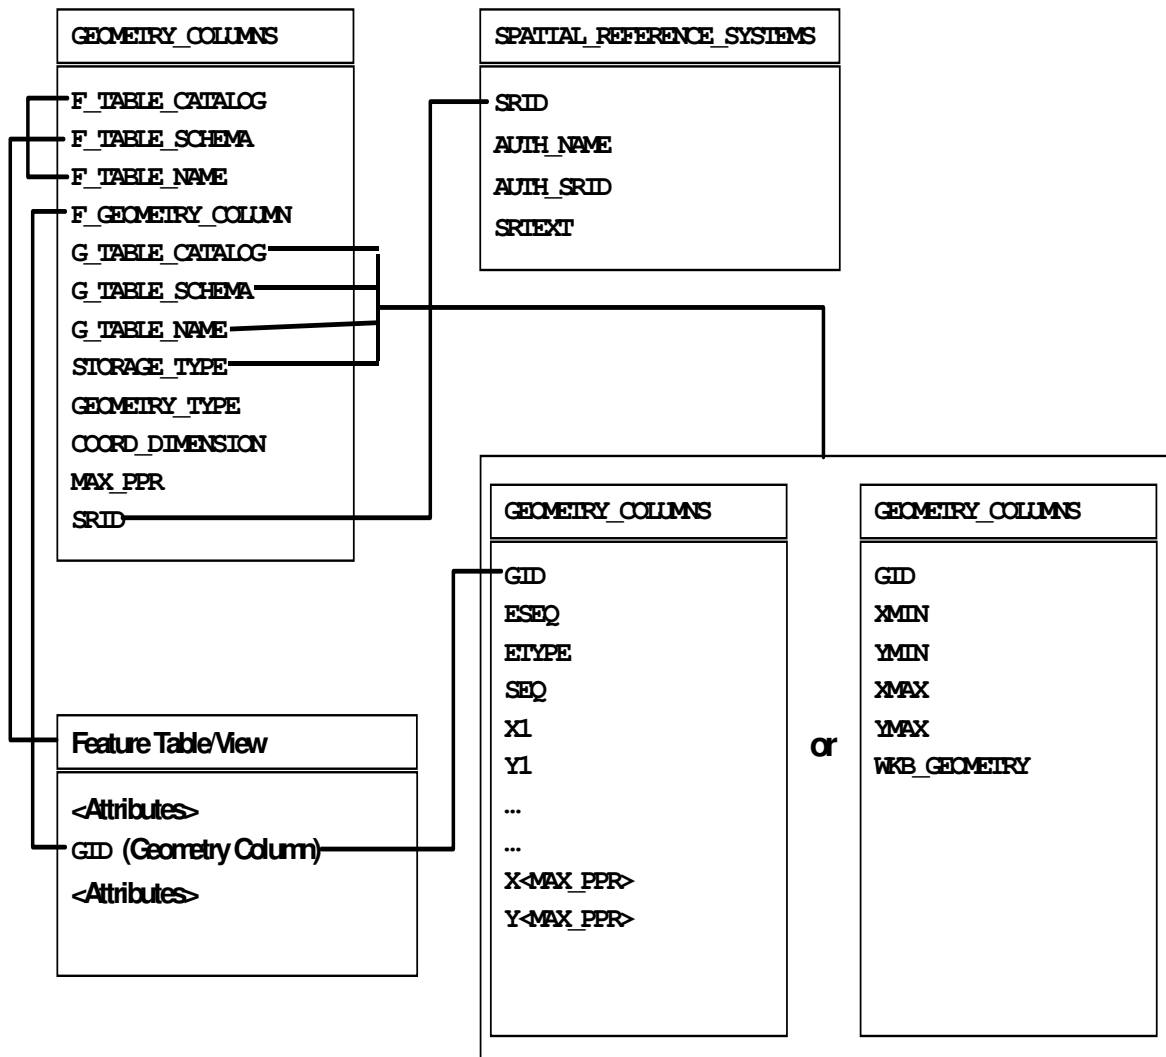 GEOMETRY_COLUMNS
F_TABLE_CATALOG
F_TABLE_SCHEMA
F_TABLE_NAME
F_GEOMETRY_COLUMN
G_TABLE_CATALOG
G_TABLE_SCHEMA
G_TABLE_NAME
STORAGE_TYPE
GEOMETRY_TYPE
COORD_DIMENSION
MAX_PPR
SRID
SPATIAL_REFERENCE_SYSTEMS
SRID
AUTH_NAME
AUTH_SRID
SRTEXT
Feature Table/View
<Attributes>
GID (Geometry Column)
<Attributes>
GEOMETRY_COLUMNS
GID
ESEQ
ETYPE
SEQ
X1
Y1
…
…
X<MAX_PPR>
Y<MAX_PPR>
or
GEOMETRY_COLUMNS
GID
XMIN
YMIN
XMAX
YMAX
WKB_GEOMETRY